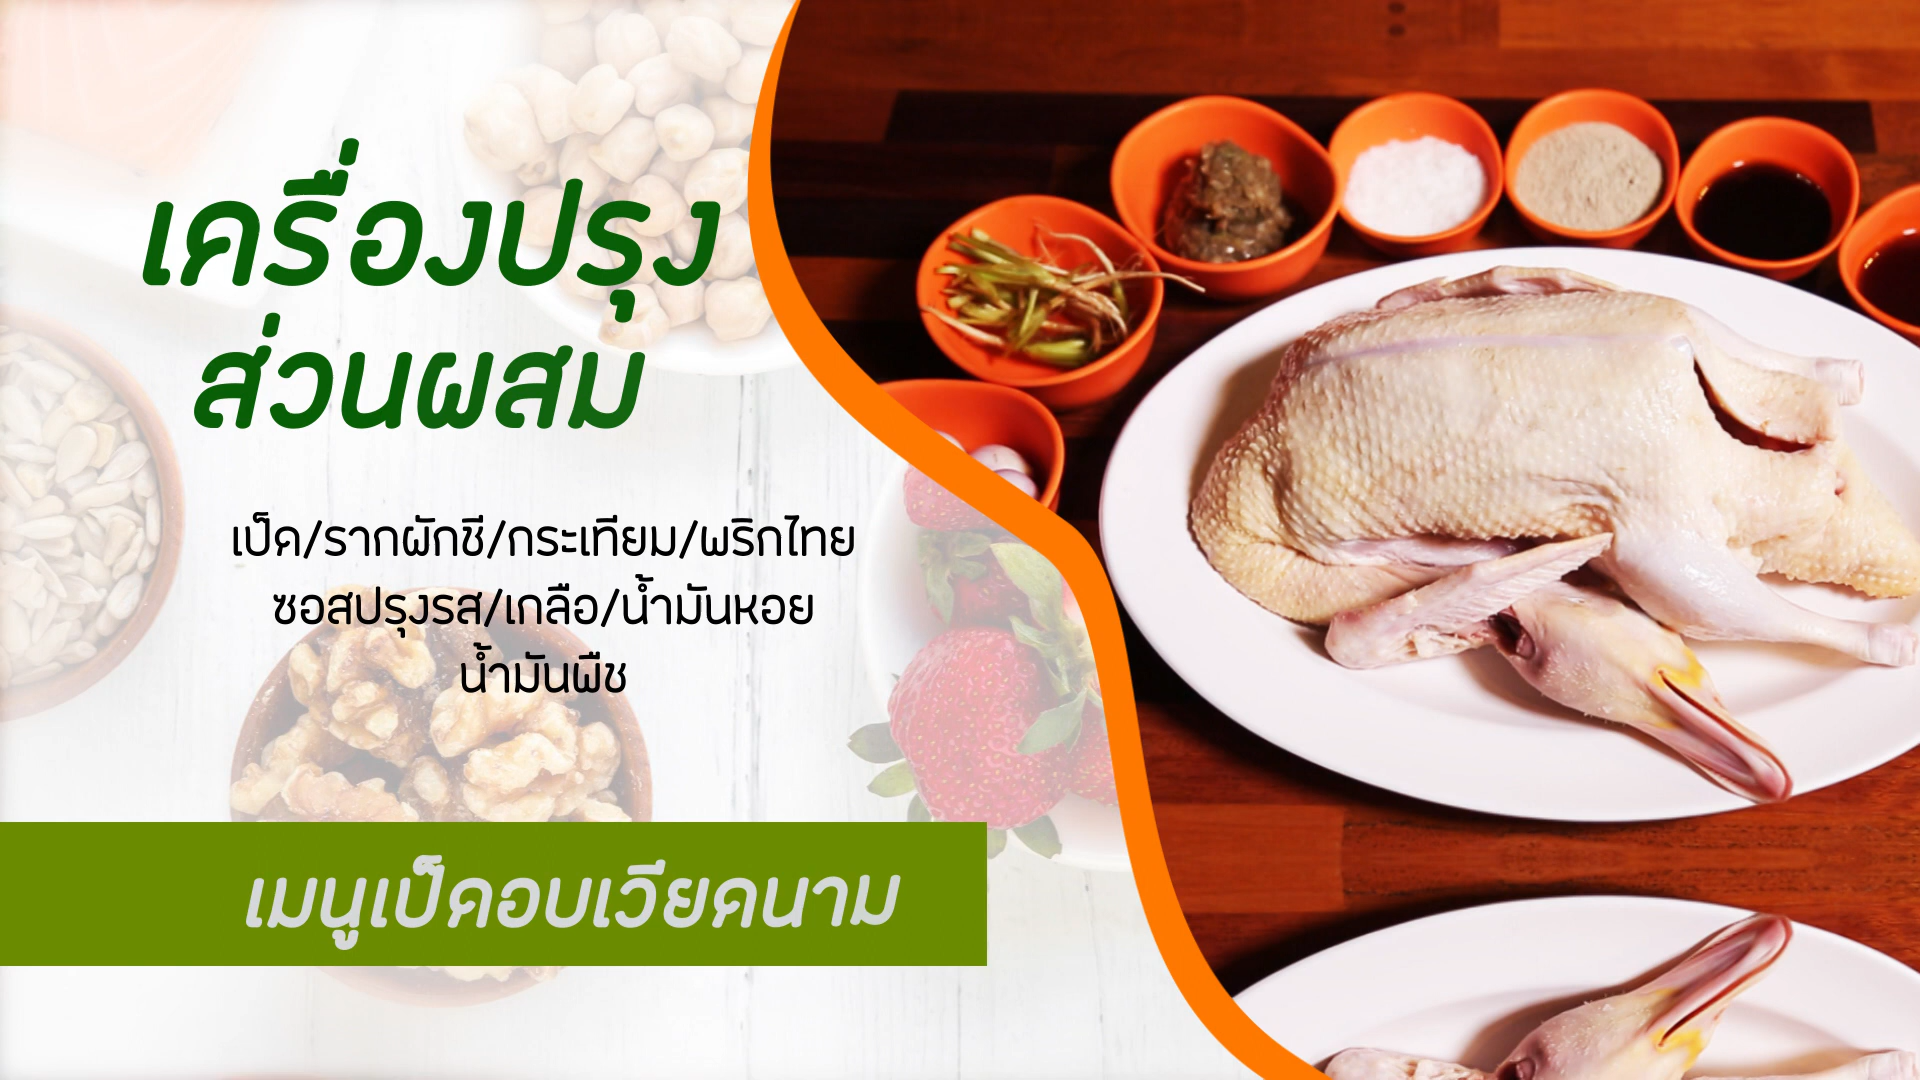 เครื่องปรุง
ส่วนผสม
เป็ด/รากผักชี/กระเทียม/พริกไทย
ซอสปรุงรส/เกลือ/น้ำมันหอย
น้ำมันพืช
เมนูเป็ดอบเวียดนาม